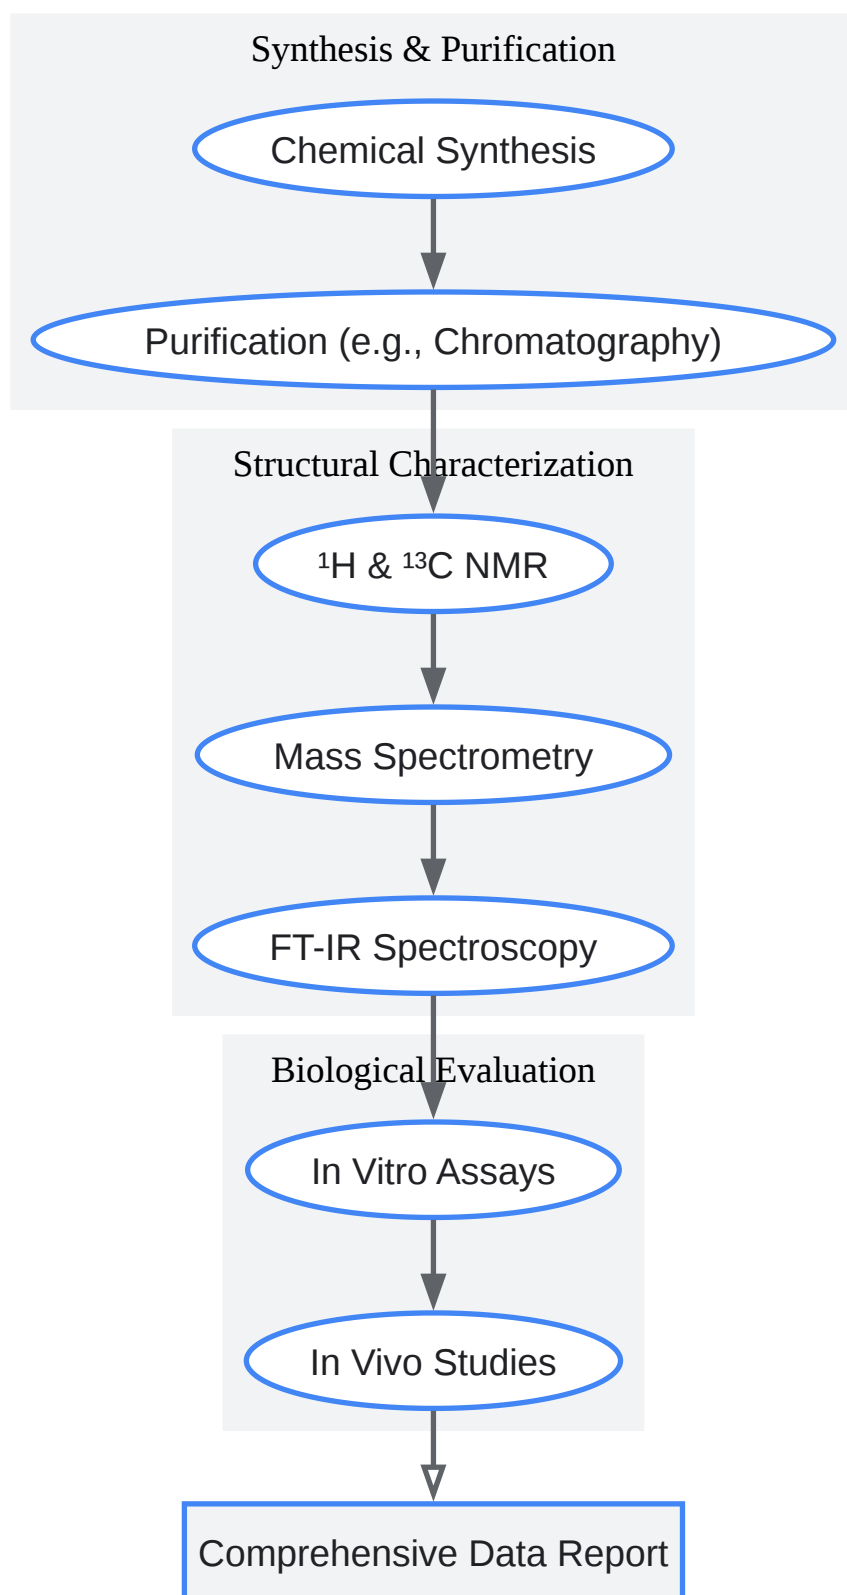 Synthesis & Purification
Chemical Synthesis
Purification (e.g., Chromatography)
Structural Characterization
¹H & ¹³C NMR
Mass Spectrometry
FT-IR Spectroscopy
Biological Evaluation
In Vitro Assays
In Vivo Studies
Comprehensive Data Report